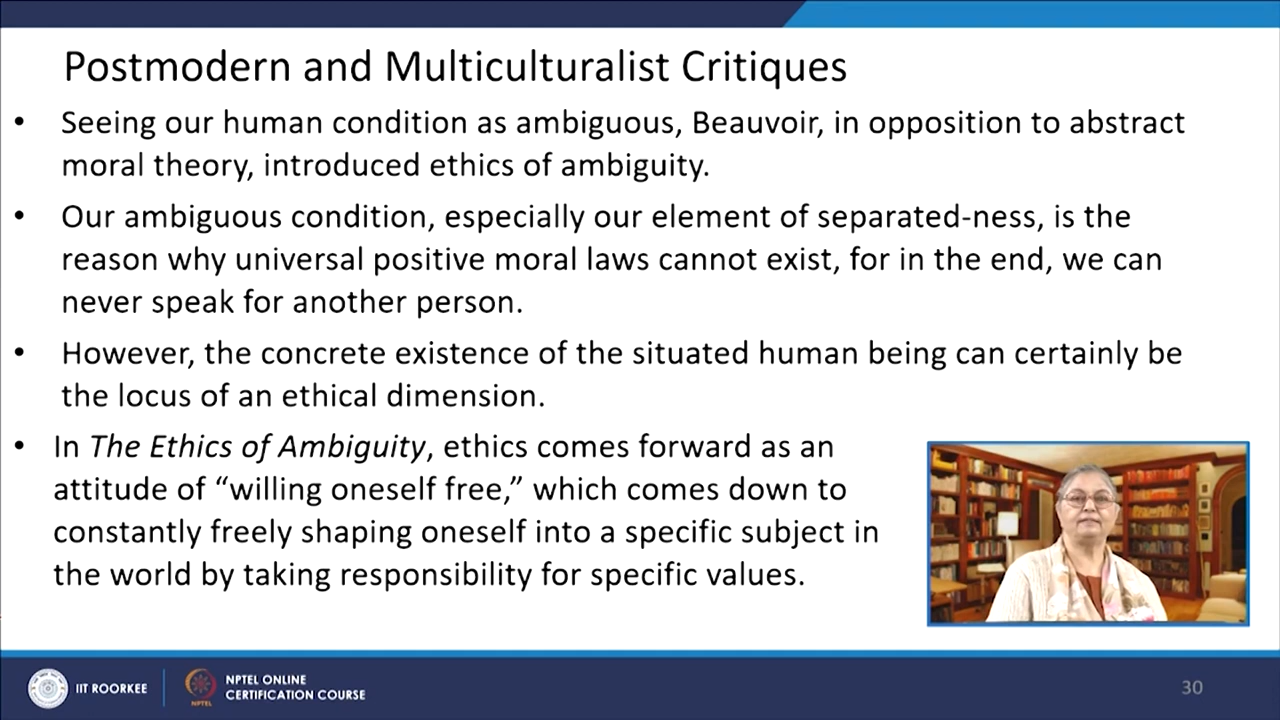 Postmodern and Multiculturalist Critiques
• Seeing our human condition as ambiguous, Beauvoir, in opposition to abstract
moral theory, introduced ethics of ambiguity.
• Our ambiguous condition, especially our element of separated-ness, is the
reason why universal positive moral laws cannot exist, for in the end, we can
never speak for another person.
• However, the concrete existence of the situated human being can certainly be
the locus of an ethical dimension.
• In The Ethics of Ambiguity, ethics comes forward as an
attitude of “willing oneself free,” which comes down to
constantly freely shaping oneself into a specific subject in
the world by taking responsibility for specific values.
IIT ROORKEE
NPTEL
NPTEL ONLINE
CERTIFICATION COURSE
30